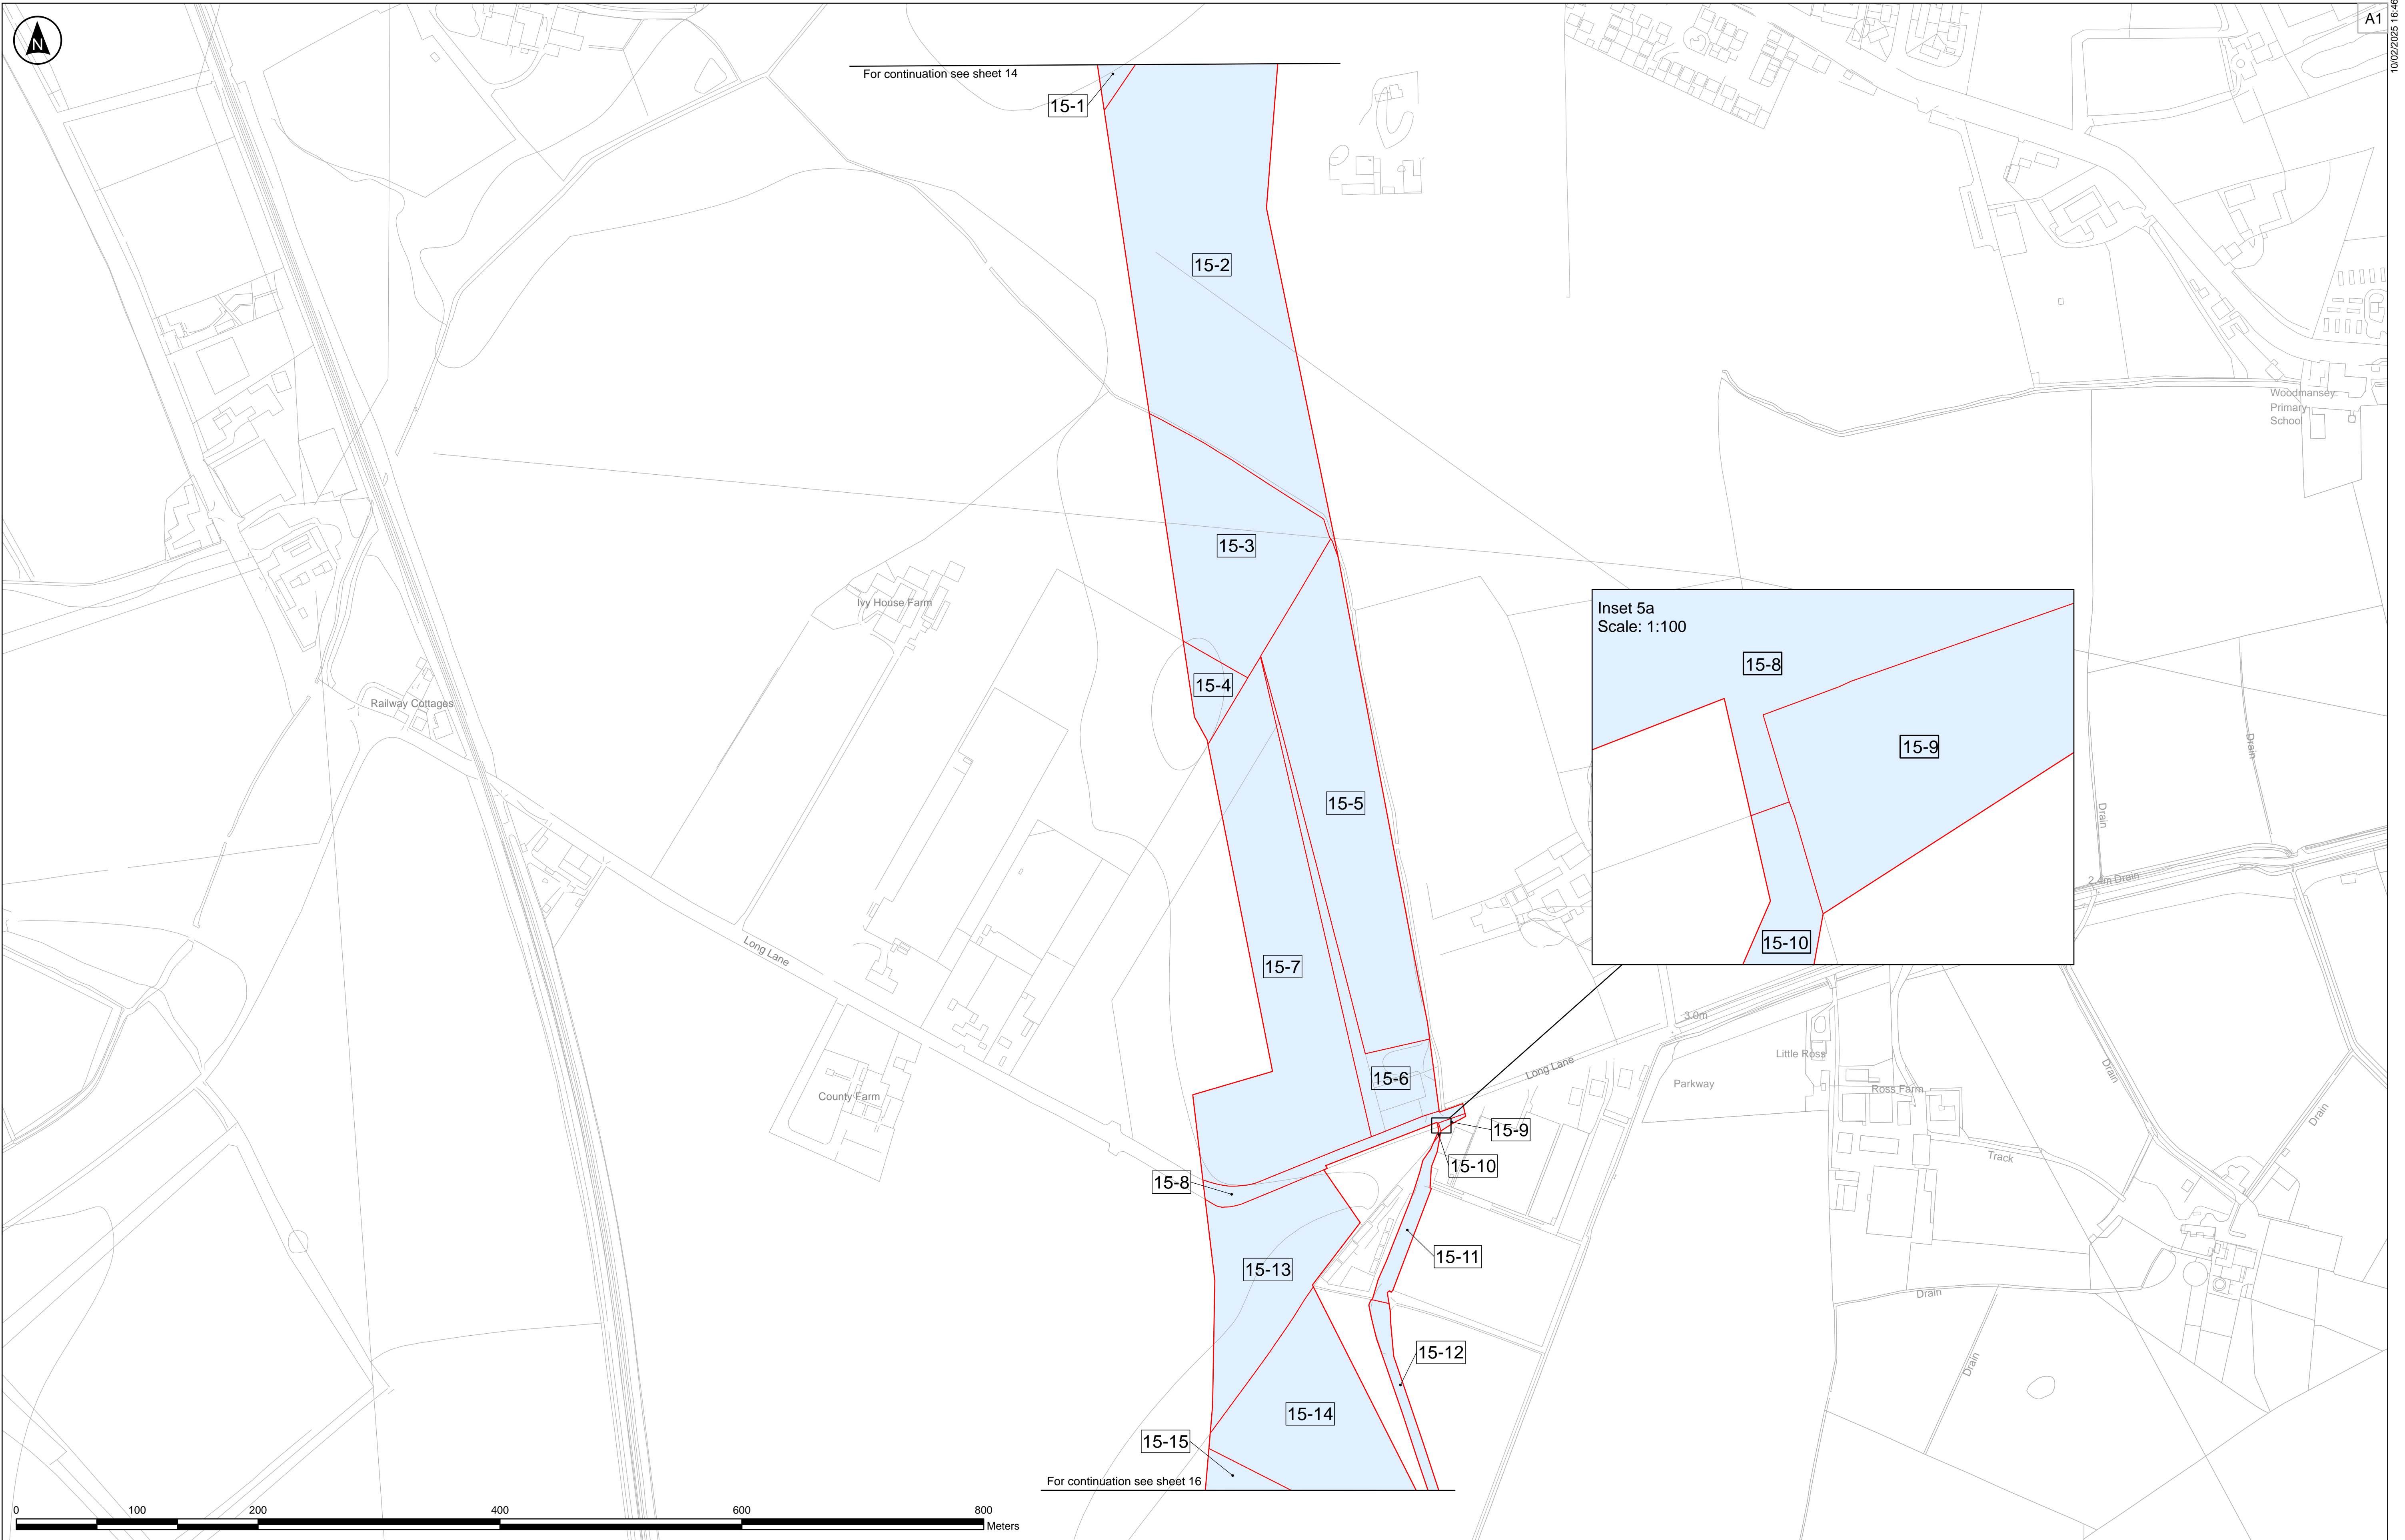 N
A1
10/02/2025 16:46
For continuation see sheet 14
15-1
15-2
Woodmansey
Primary
School
15-3
Ivy House Farm
Inset 5a
Scale: 1:100
15-8
15-9
15-10
15-4
Railway Cottages
Drain
15-5
Drain
2.4m Drain
Long Lane
15-7
3.0m
Little Ross
Long Lane
Parkway
Ross Farm
Drain
15-6
County Farm
Drain
15-9
15-10
Track
15-8
15-11
15-13
Drain
15-12
Drain
15-14
15-15
For continuation see sheet 16
0 100 200 400 600 800
Meters